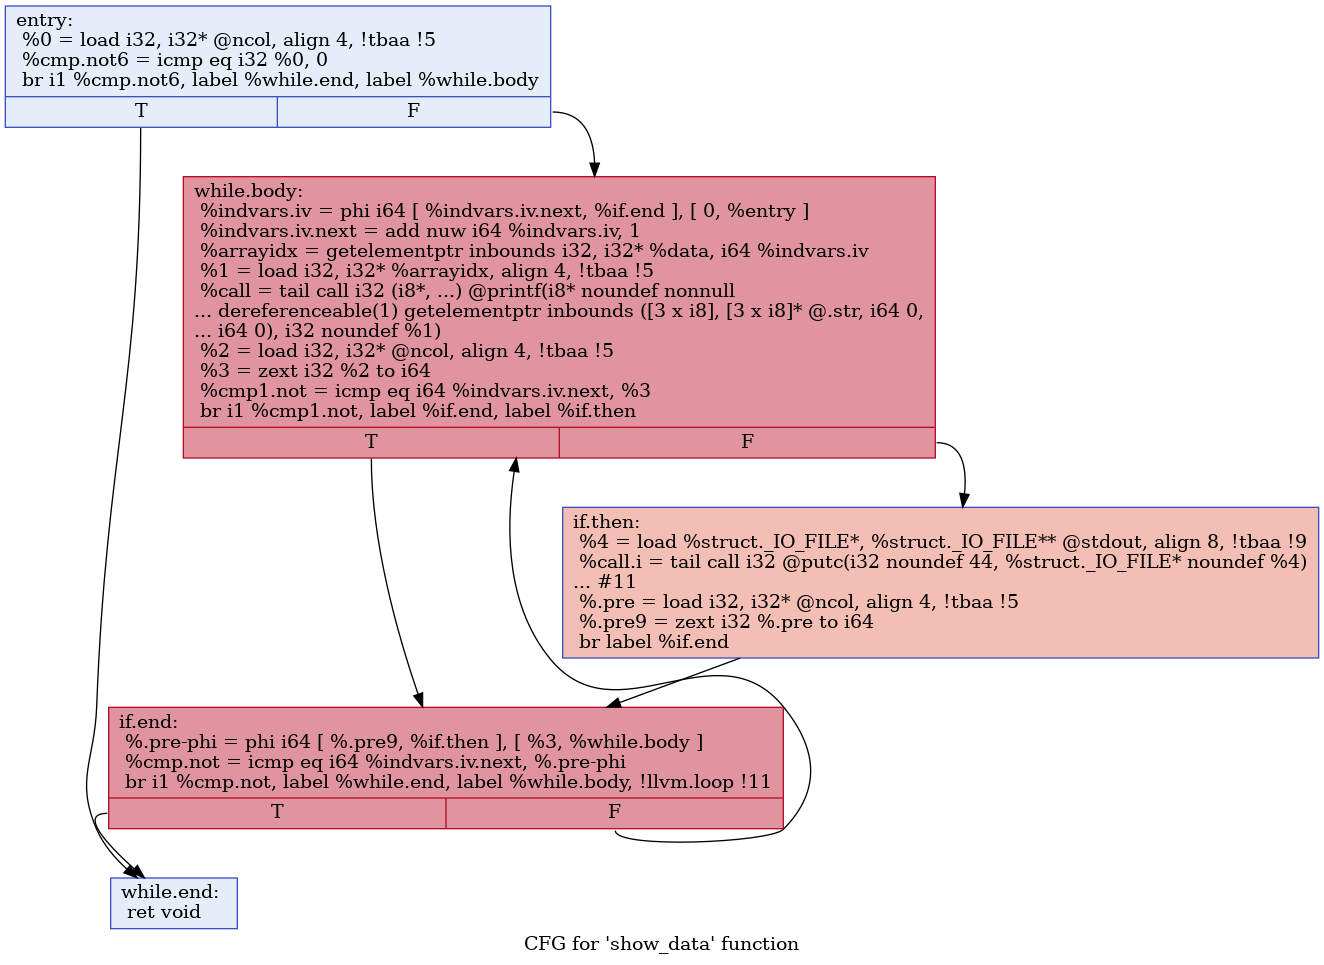 entry:
%0 = load i32, i32* @ncol, align 4, !tbaa !5
%cmp.not6 = icmp eq i32 %0, 0
br i1 %cmp.not6, label %while.end, label %while.body
T F
while.body:
%indvars.iv = phi i64 [ %indvars.iv.next, %if.end ], [ 0, %entry ]
%indvars.iv.next = add nuw i64 %indvars.iv, 1
%arrayidx = getelementptr inbounds i32, i32* %data, i64 %indvars.iv
%1 = load i32, i32* %arrayidx, align 4, !tbaa !5
%call = tail call i32 (i8*, ...) @printf(i8* noundef nonnull
... dereferenceable(1) getelementptr inbounds ([3 x i8], [3 x i8]* @.str, i64 0,
... i64 0), i32 noundef %1)
%2 = load i32, i32* @ncol, align 4, !tbaa !5
%3 = zext i32 %2 to i64
%cmp1.not = icmp eq i64 %indvars.iv.next, %3
br i1 %cmp1.not, label %if.end, label %if.then
T F
if.then:
%4 = load %struct._IO_FILE*, %struct._IO_FILE** @stdout, align 8, !tbaa !9
%call.i = tail call i32 @putc(i32 noundef 44, %struct._IO_FILE* noundef %4)
... #11
%.pre = load i32, i32* @ncol, align 4, !tbaa !5
%.pre9 = zext i32 %.pre to i64
br label %if.end
if.end:
%.pre-phi = phi i64 [ %.pre9, %if.then ], [ %3, %while.body ]
%cmp.not = icmp eq i64 %indvars.iv.next, %.pre-phi
br i1 %cmp.not, label %while.end, label %while.body, !llvm.loop !11
T F
while.end:
ret void
CFG for 'show_data' function